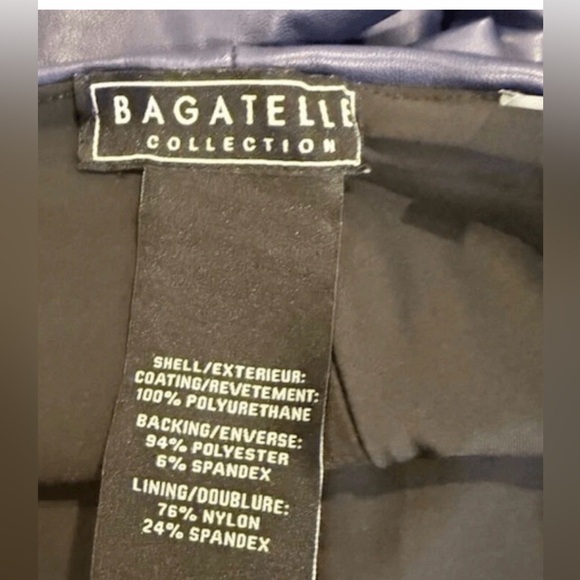 BAGATELLE
COLLECTION
SHELL/EXTERIEUR:
COATING/REVETEMENT:
100% POLYURETHANE
BACKING/ENVERSE:
94% POLYESTER
6% SPANDEX
LINING/DOUBLURE:
76% NYLON
24% SPANDEX